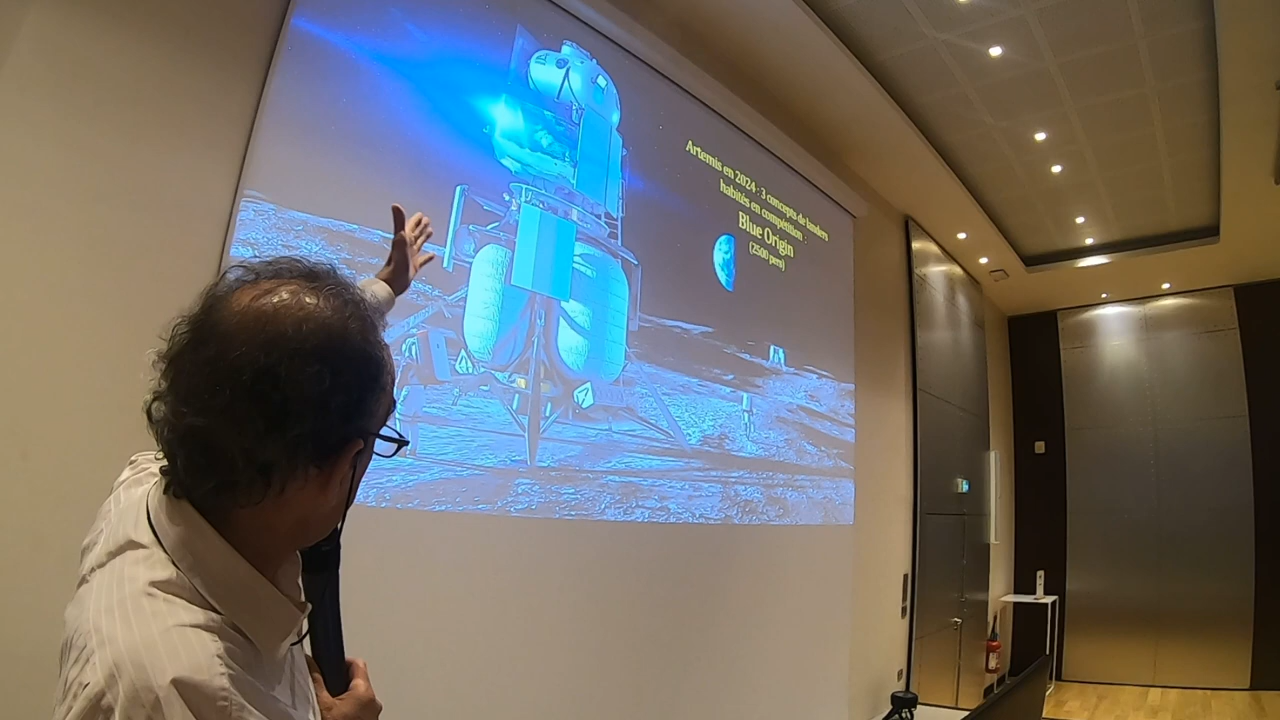 Artemis en 2024 : 3 concepts de landers
habités en compétition :
Blue Origin
(2500 pers)